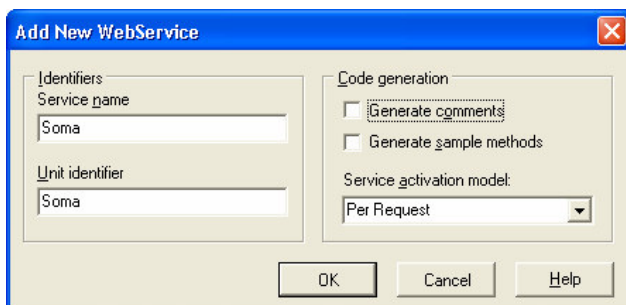 Add New WebService
Identifiers
Service name
Soma
Unit identifier
Soma
Code generation
Generate comments
Generate sample methods
Service activation model:
Per Request
OK
Cancel
Help